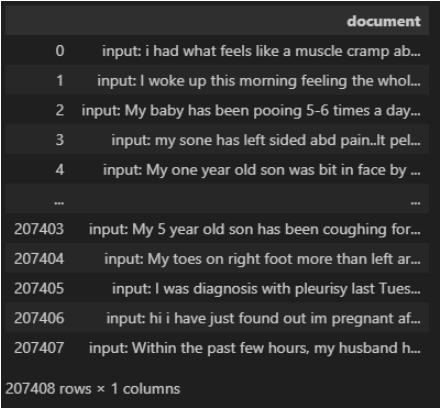 document
0 input: i had what feels like a muscle cramp ab...
1 input: I woke up this morning feeling the whol...
2 input: My baby has been pooing 5-6 times a day...
3 input: my sone has left sided abd pain..It pel...
4 input: My one year old son was bit in face by ...
... ...
207403 input: My 5 year old son has been coughing for...
207404 input: My toes on right foot more than left ar...
207405 input: I was diagnosis with pleurisy last Tues...
207406 input: hi i have just found out im pregnant af...
207407 input: Within the past few hours, my husband h...
207408 rows × 1 columns